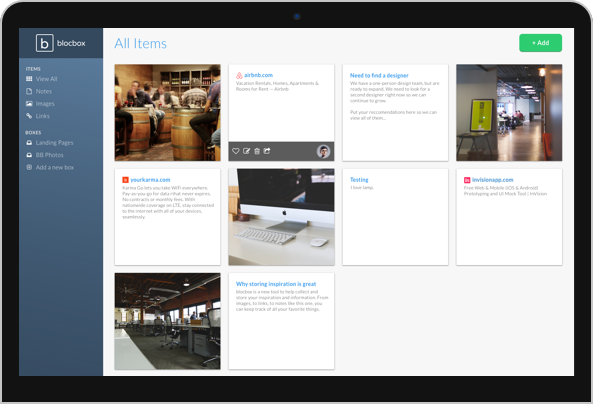 b blocbox
All Items
+ Add
ITEMS
View All
Notes
Images
Links
BOXES
Landing Pages
BB Photos
Add a new box
airbnb.com
Vacation Rentals, Homes, Apartments &
Rooms for Rent — Airbnb
Need to find a designer
We have a one person design team, but are
ready to expand. We need to look for a
second designer right now so we can
continue to grow.
Put your reccomendations here so we can
view all of them...
yourkarma.com
Karma Go lets you take WiFi everywhere.
Pay-as-you-go for data that never expires.
No contracts or monthly fees. With
nationwide coverage on LTE, stay connected
to the internet with all of your devices,
seamlessly.
Testing
I love lamp.
in invisionapp.com
Free Web & Mobile (iOS & Android)
Prototyping and UI Mock Tool | InVision
Why storing inspiration is great
blocbox is a new tool to help collect and
store your inspiration and information. From
images, to links, to notes like this one, you
can keep track of all your favorite things.